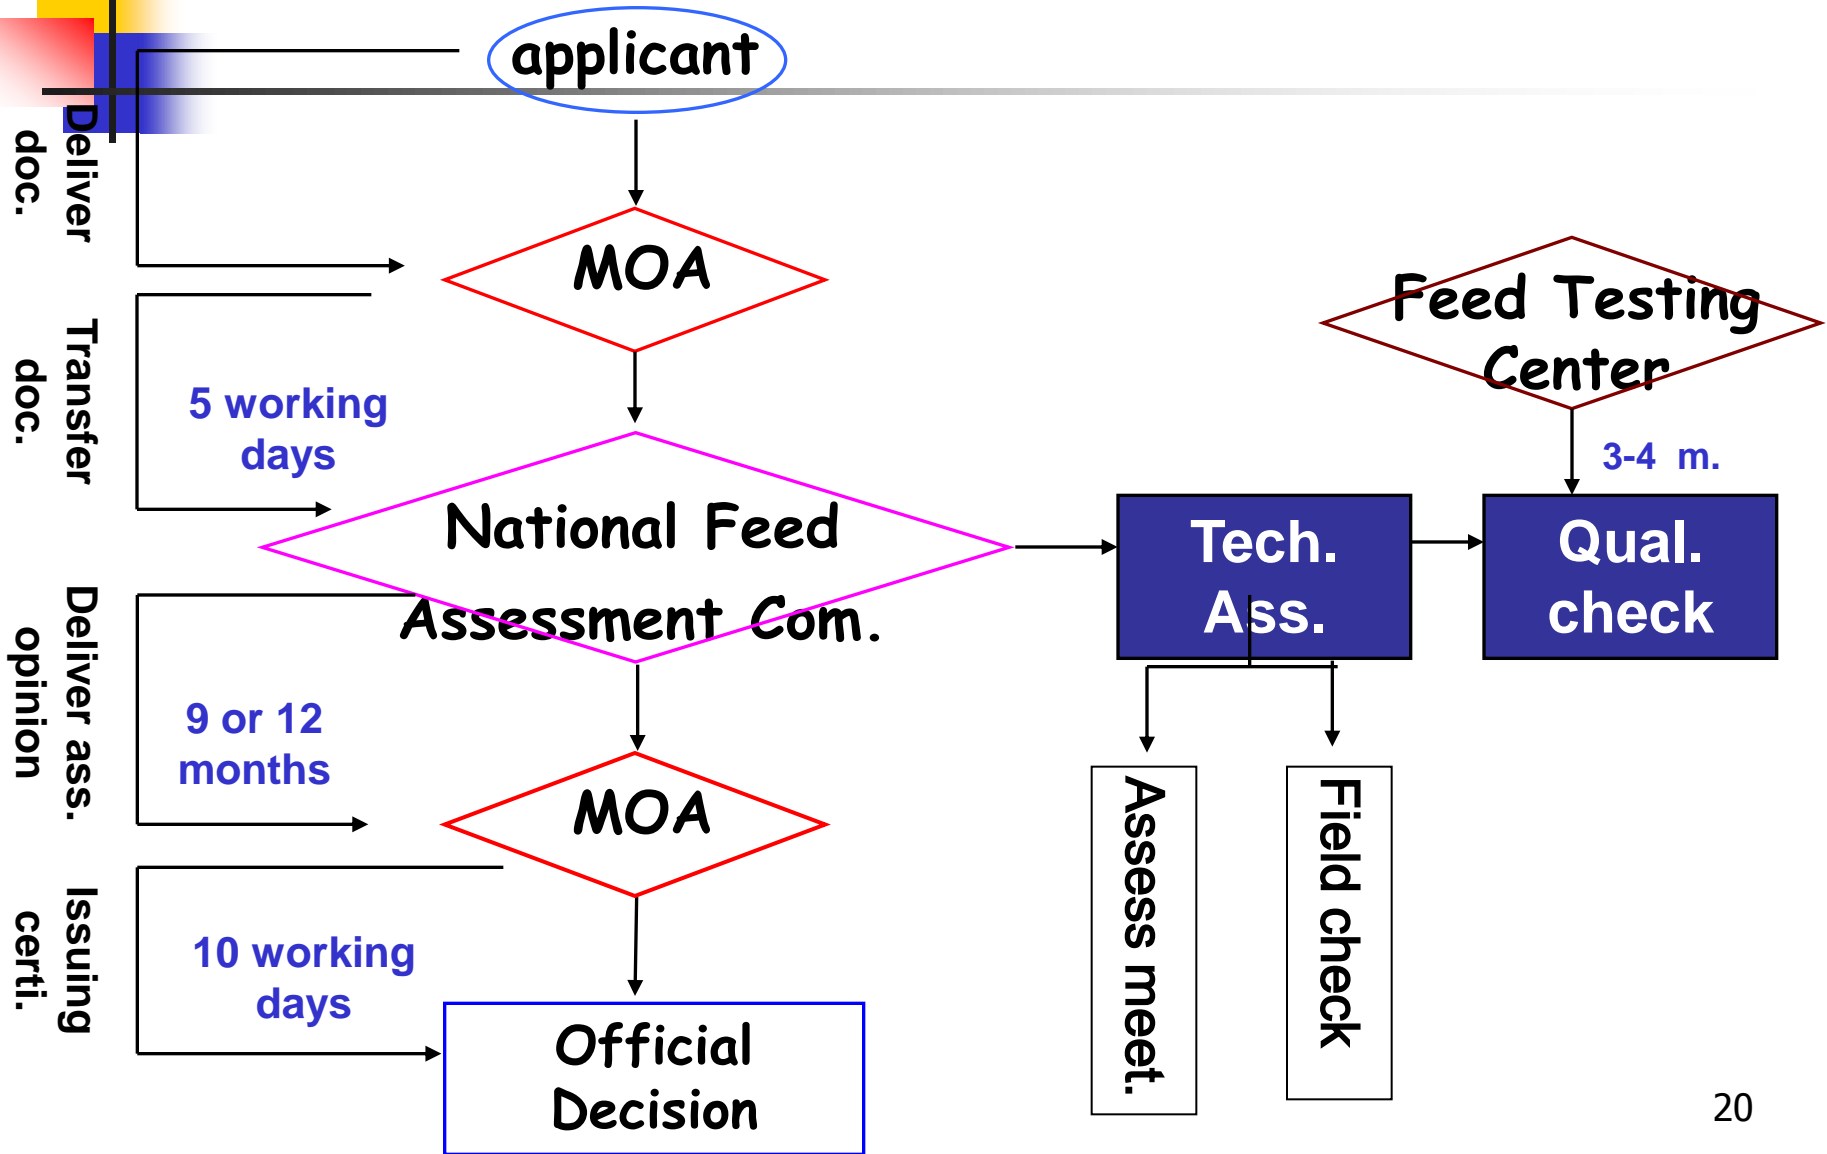 applicant
Deliver
doc.
MOA
Feed Testing
Center
Transfer
doc.
5 working
days
3-4 m.
National Feed
Assessment Com.
Tech.
Ass.
Qual.
check
Deliver ass.
opinion
9 or 12
months
MOA
Assess meet.
Field check
Issuing
certi.
10 working
days
Official
Decision
20